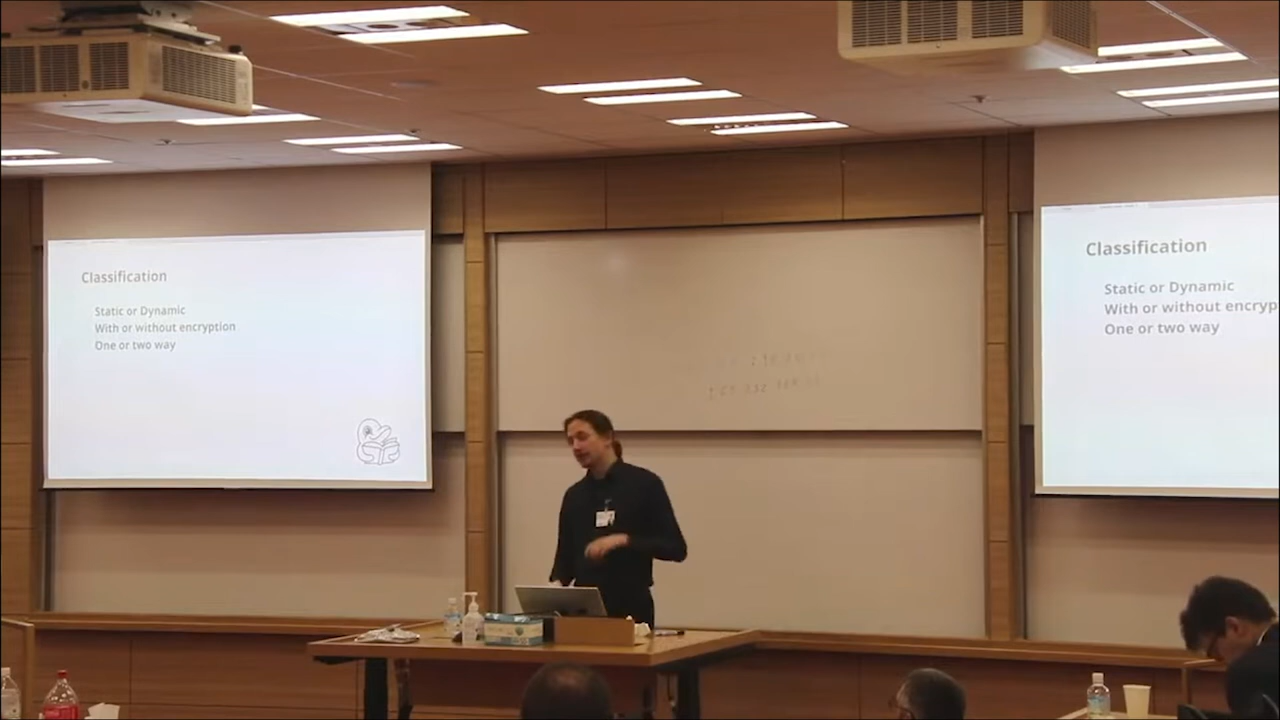 Classification
Static or Dynamic
With or without encryption
One or two way
Classification
Static or Dynamic
With or without encryp
One or two way